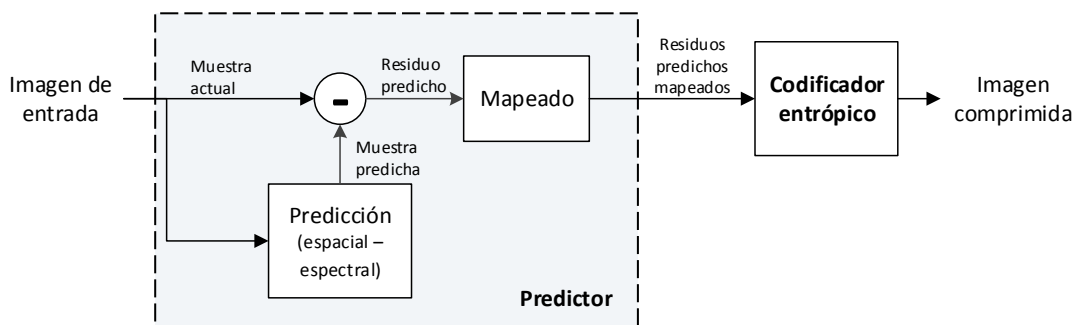 Imagen de
entrada
Muestra
actual
-
Residuo
predicho
Mapeado
Residuos
predichos
mapeados
Codificador
entrópico
Imagen
comprimida
Muestra
predicha
Predicción
(espacial –
espectral)
Predictor